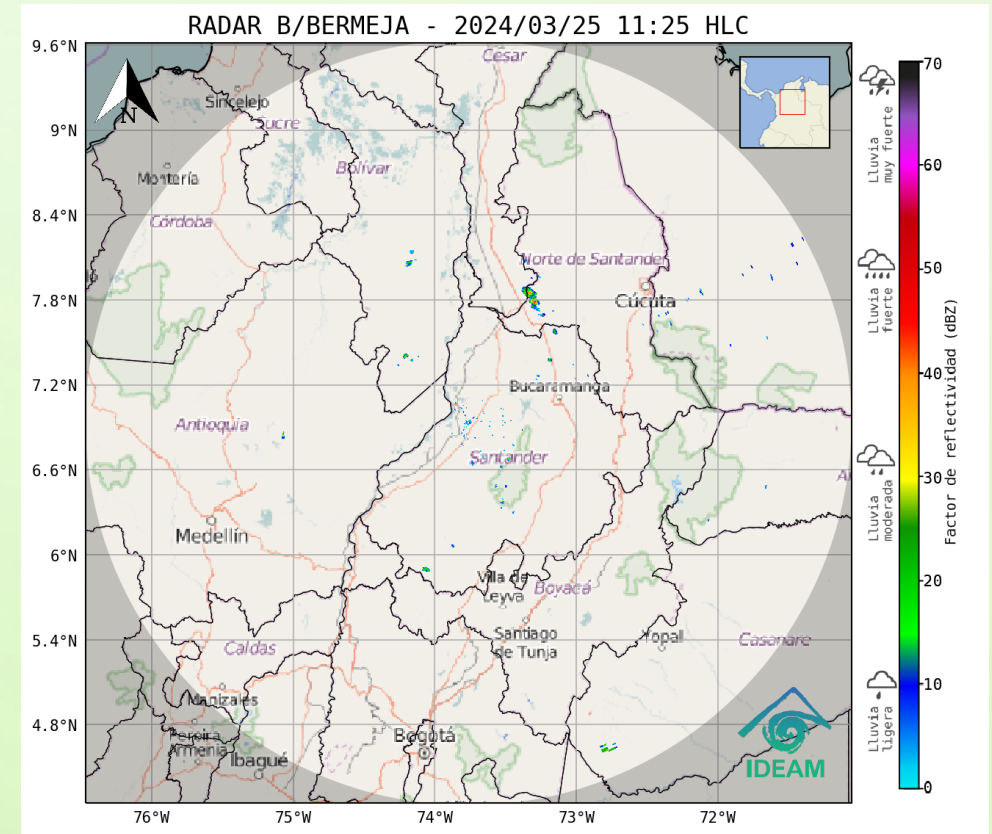 RADAR B/BERMEJA - 2024/03/25 11:25 HLC
9.6°N
9°N
8.4°N
7.8°N
7.2°N
6.6°N
6°N
5.4°N
4.8°N
76°W
75°W
74°W
73°W
72°W
N
Cesar
Sincelejo
Sucre
Montería
Bolívar
Córdoba
Norte de Santander
Cúcuta
Bucaramanga
Antioquia
Santander
Medellín
Villa de
Leyva
Boyacá
Santiago
de Tunja
Yopal
Casanare
Caldas
Manizales
Pereira
Armenia
Ibagué
Bogotá
IDEAM
70
60
50
40
30
20
10
0
Factor de reflectividad (dBZ)
Lluvia
muy fuerte
Lluvia
fuerte
Lluvia
moderada
Lluvia
ligera